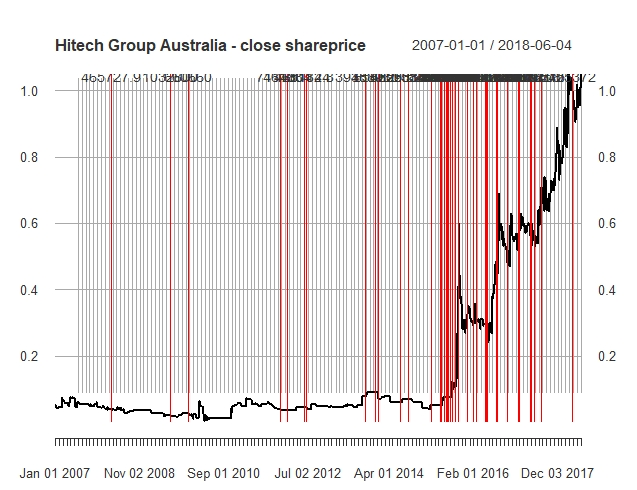 Hitech Group Australia - close shareprice 2007-01-01 / 2018-06-04
1.0 1.0
0.8 0.8
0.6 0.6
0.4 0.4
0.2 0.2
Jan 01 2007 Nov 02 2008 Sep 01 2010 Jul 02 2012 Apr 01 2014 Feb 01 2016 Dec 03 2017